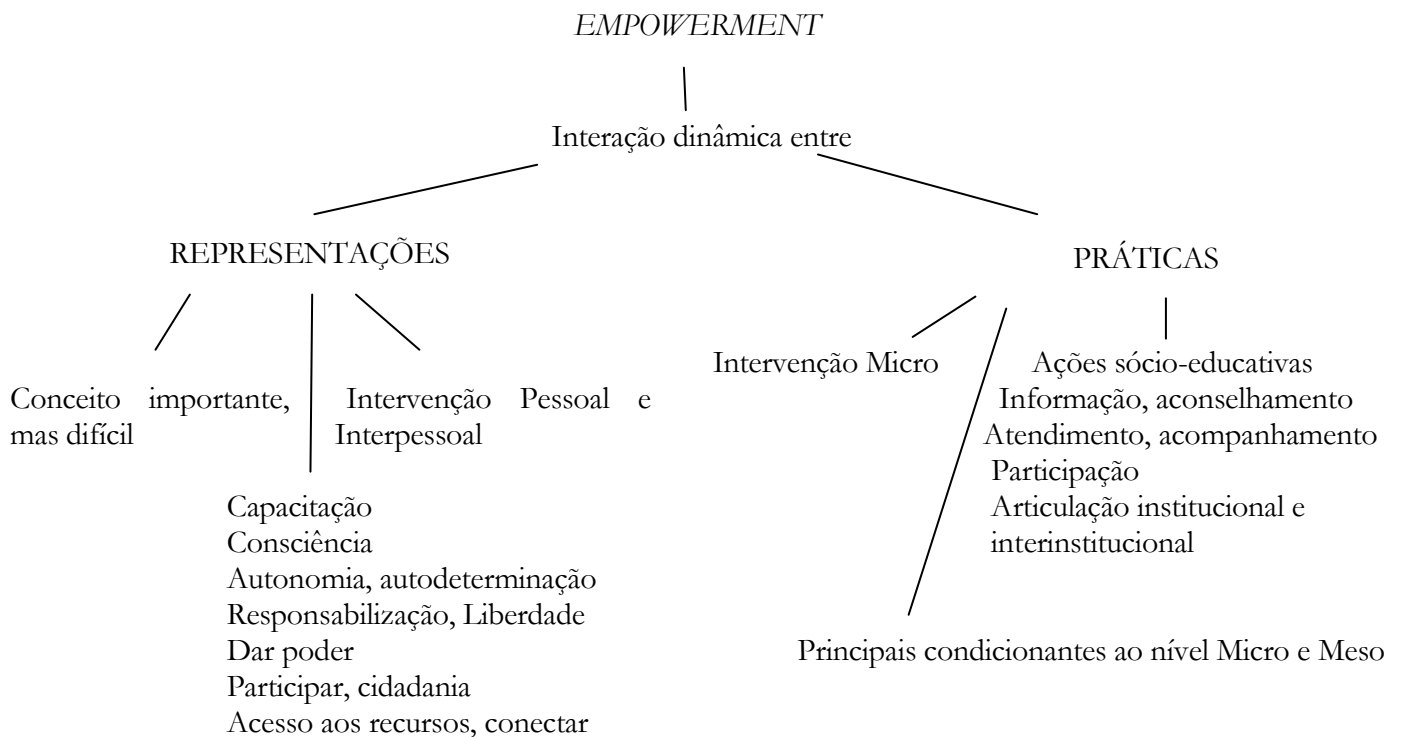 EMPOWERMENT
Interação dinâmica entre
REPRESENTAÇÕES
Conceito importante,
mas difícil
Intervenção Pessoal e
Interpessoal
Capacitação
Consciência
Autonomia, autodeterminação
Responsabilização, Liberdade
Dar poder
Participar, cidadania
Acesso aos recursos, conectar
PRÁTICAS
Intervenção Micro
Ações sócio-educativas
Informação, aconselhamento
Atendimento, acompanhamento
Participação
Articulação institucional e
interinstitucional
Principais condicionantes ao nível Micro e Meso